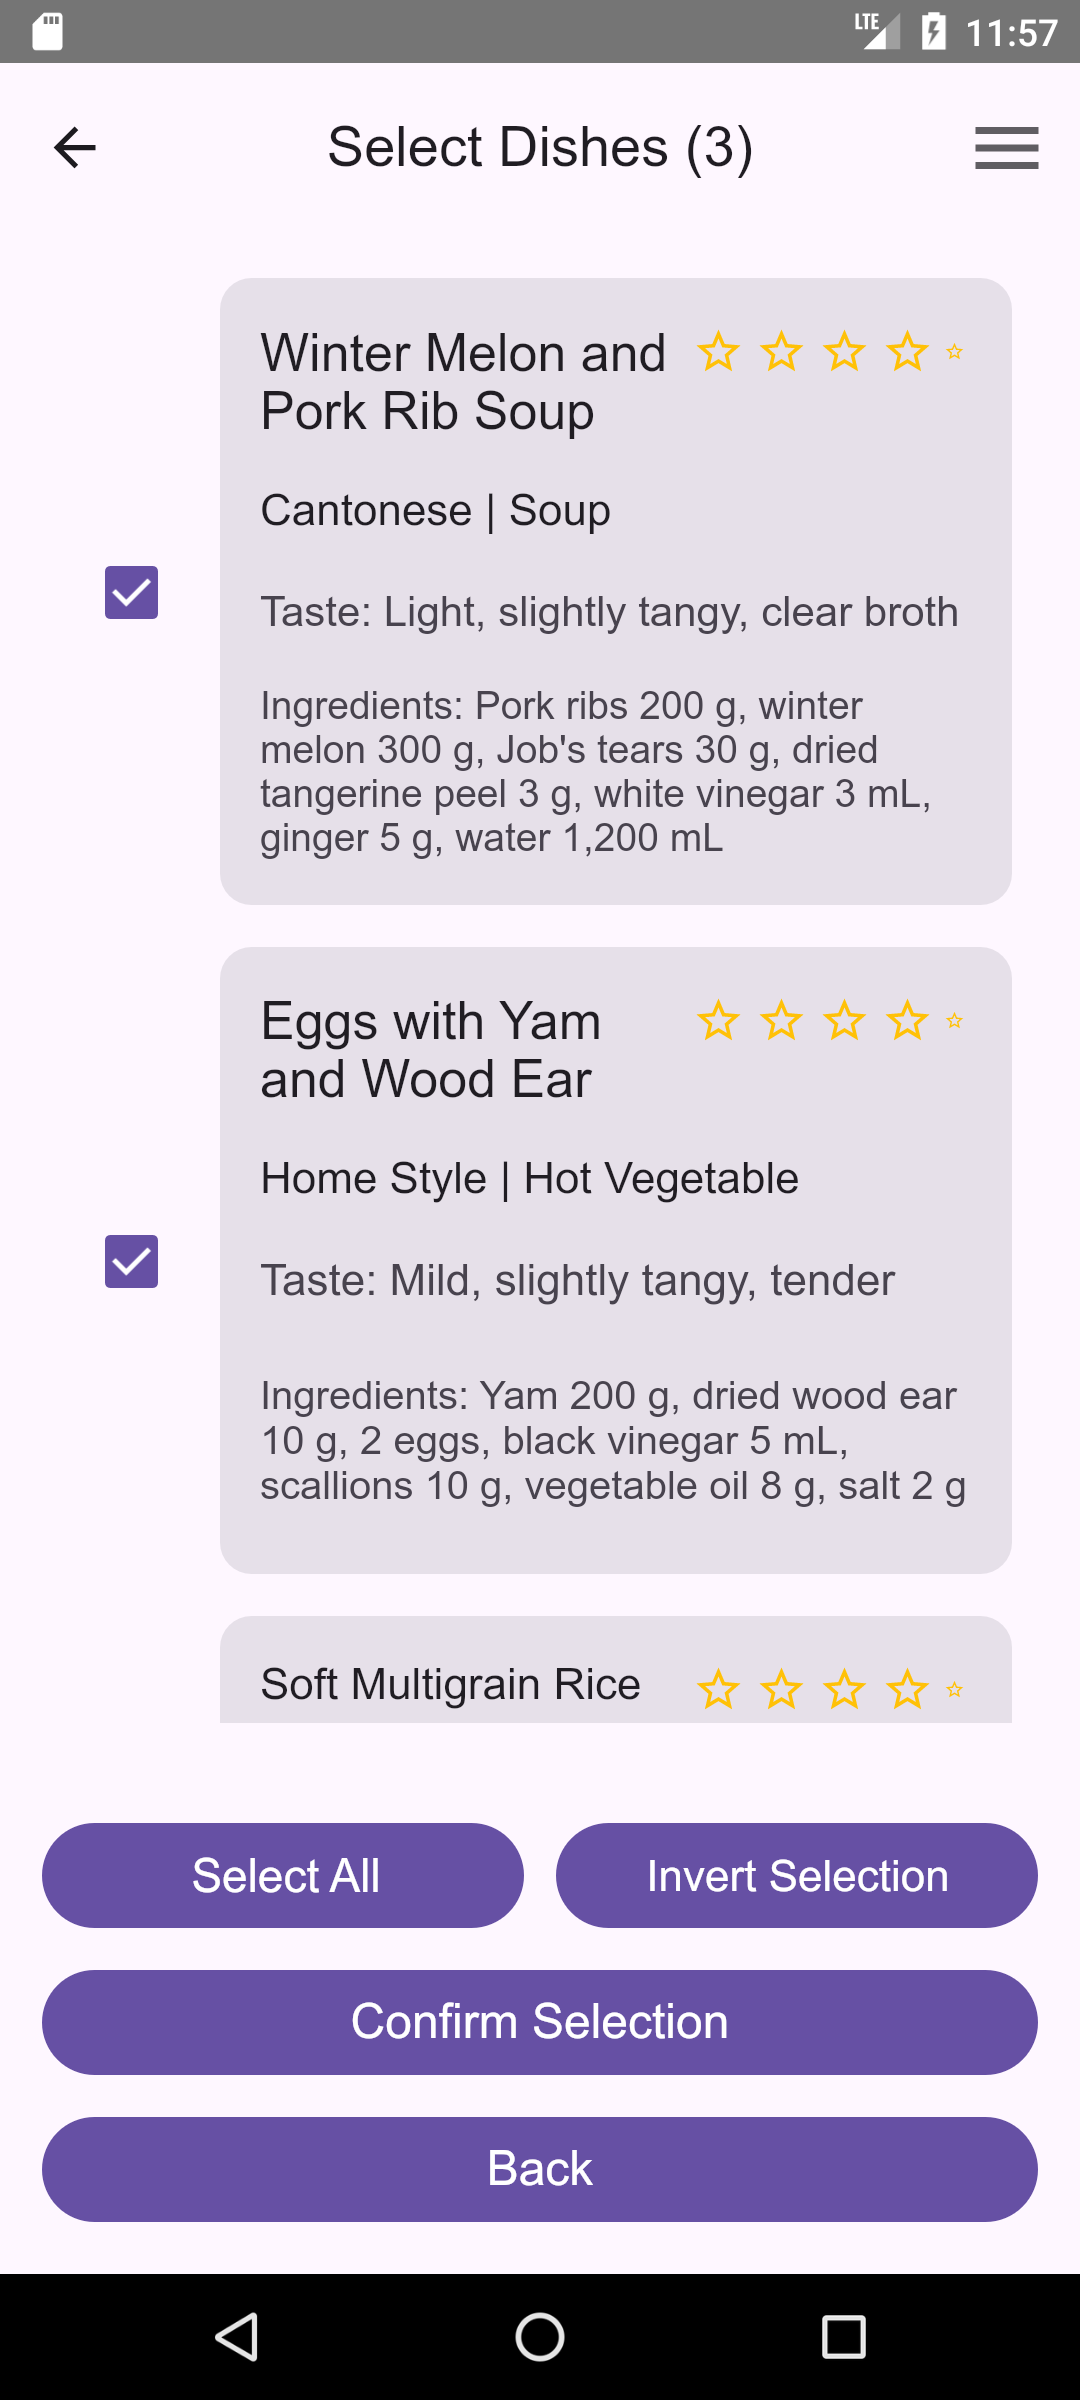 LTE 11:57
Select Dishes (3)
Winter Melon and
Pork Rib Soup
Cantonese | Soup
Taste: Light, slightly tangy, clear broth
Ingredients: Pork ribs 200 g, winter
melon 300 g, Job's tears 30 g, dried
tangerine peel 3 g, white vinegar 3 mL,
ginger 5 g, water 1,200 mL
Eggs with Yam
and Wood Ear
Home Style | Hot Vegetable
Taste: Mild, slightly tangy, tender
Ingredients: Yam 200 g, dried wood ear
10 g, 2 eggs, black vinegar 5 mL,
scallions 10 g, vegetable oil 8 g, salt 2 g
Soft Multigrain Rice
Select All
Invert Selection
Confirm Selection
Back